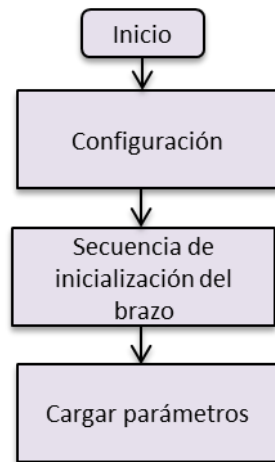 Inicio
Configuración
Secuencia de
inicialización del
brazo
Cargar parámetros